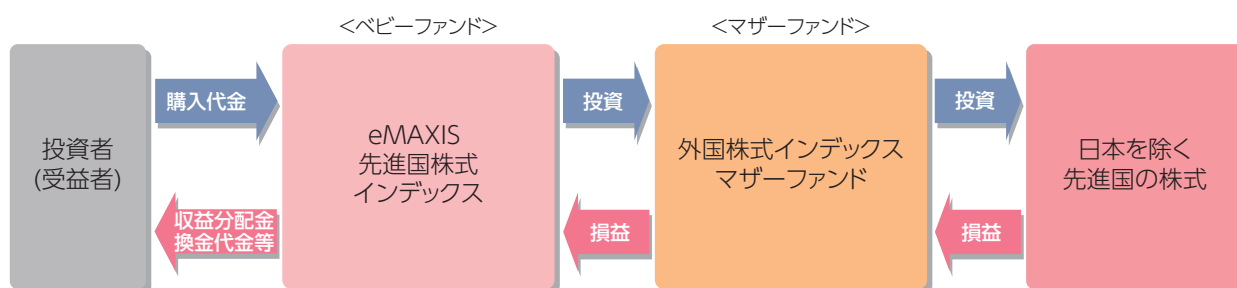 <ベビーファンド>
<マザーファンド>
投資者
(受益者)
購入代金
収益分配金
換金代金等
eMAXIS
先進国株式
インデックス
投資
損益
外国株式インデックス
マザーファンド
投資
損益
日本を除く
先進国の株式